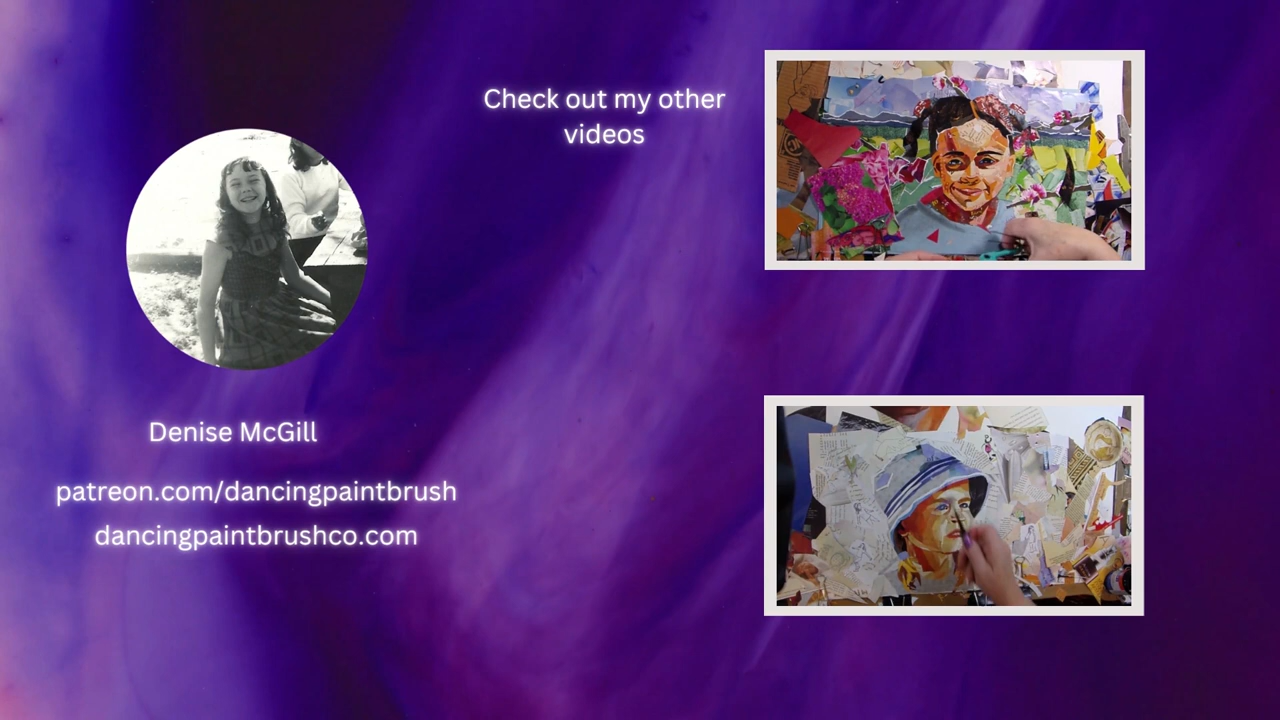 Check out my other
videos
Denise McGill
patreon.com/dancingpaintbrush
dancingpaintbrushco.com